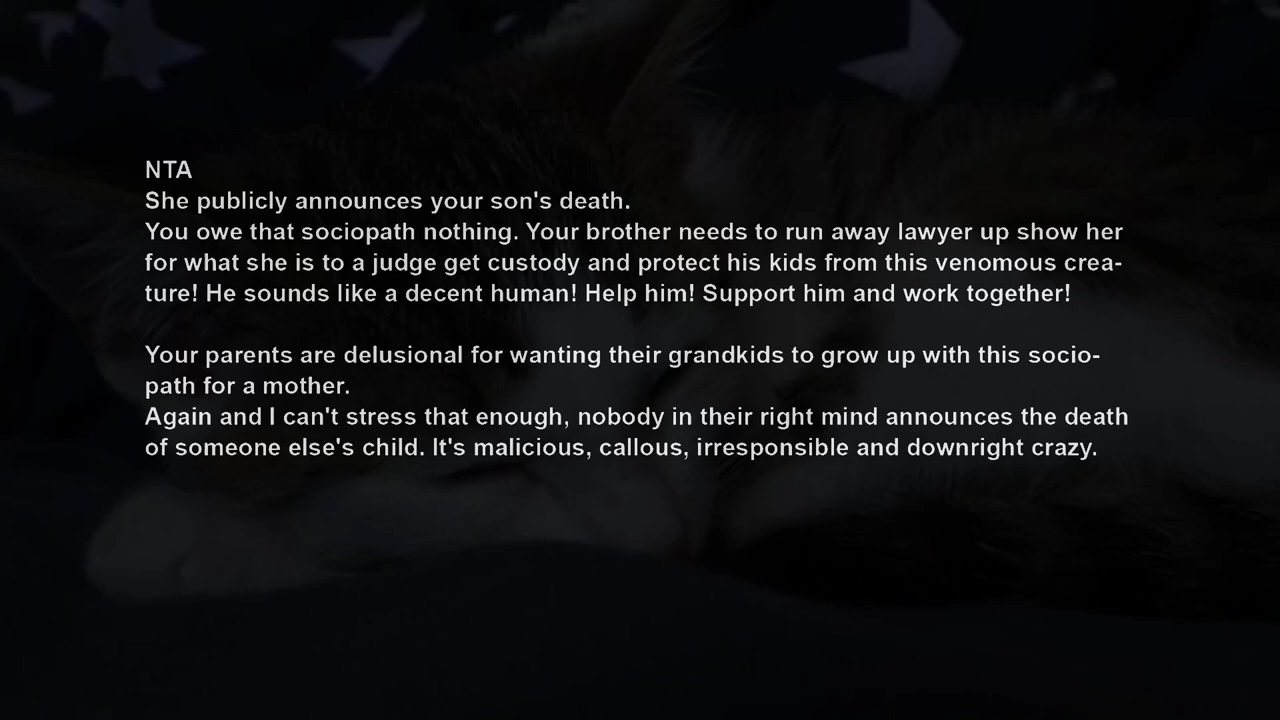 NTA
She publicly announces your son's death.
You owe that sociopath nothing. Your brother needs to run away lawyer up show her
for what she is to a judge get custody and protect his kids from this venomous crea-
ture! He sounds like a decent human! Help him! Support him and work together!
Your parents are delusional for wanting their grandkids to grow up with this socio-
path for a mother.
Again and I can't stress that enough, nobody in their right mind announces the death
of someone else's child. It's malicious, callous, irresponsible and downright crazy.